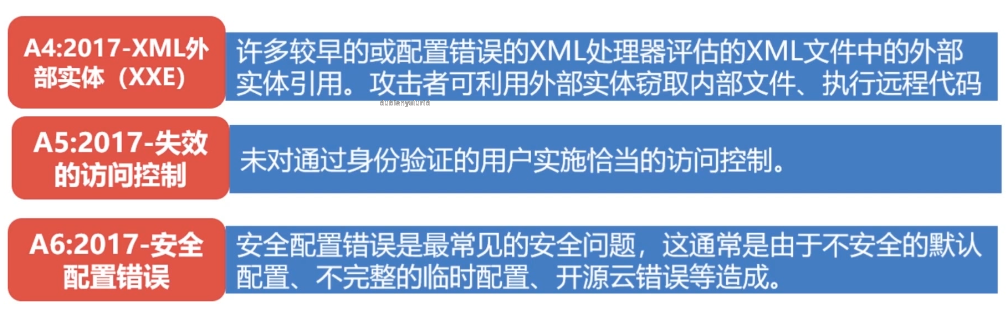 A4:2017-XML外
部实体（XXE）
许多较早的或配置错误的XML处理器评估的XML文件中的外部
实体引用。攻击者可利用外部实体窃取内部文件、执行远程代码
A5:2017-失效
的访问控制
未对通过身份验证的用户实施恰当的访问控制。
A6:2017-安全
配置错误
安全配置错误是最常见的安全问题，这通常是由于不安全的默认
配置、不完整的临时配置、开源云错误等造成。